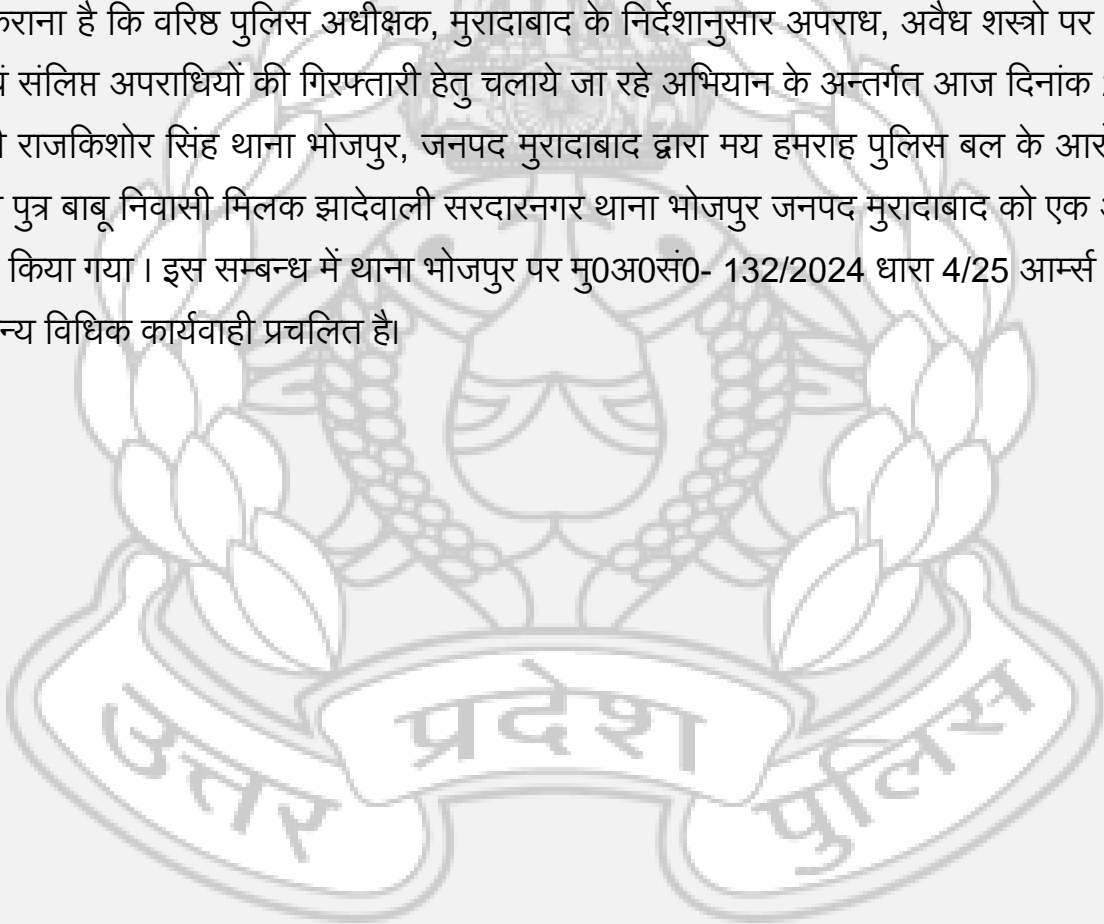 कराना है कि वरिष्ठ पुलिस अधीक्षक, मुरादाबाद के निर्देशानुसार अपराध, अवैध शस्त्रो पर
संलिप्त अपराधियों की गिरफ्तारी हेतु चलाये जा रहे अभियान के अन्तर्गत आज दिनांक
राजकिशोर सिंह थाना भोजपुर, जनपद मुरादाबाद द्वारा मय हमराह पुलिस बल के
पुत्र बाबू निवासी मिलक झादेवाली सरदारनगर थाना भोजपुर जनपद मुरादाबाद को एक
किया गया । इस सम्बन्ध में थाना भोजपुर पर मु0अ0सं0- 132/2024 धारा 4/25 आर्म्स
न्य विधिक कार्यवाही प्रचलित है।
उत्तर प्रदेश पुलिस